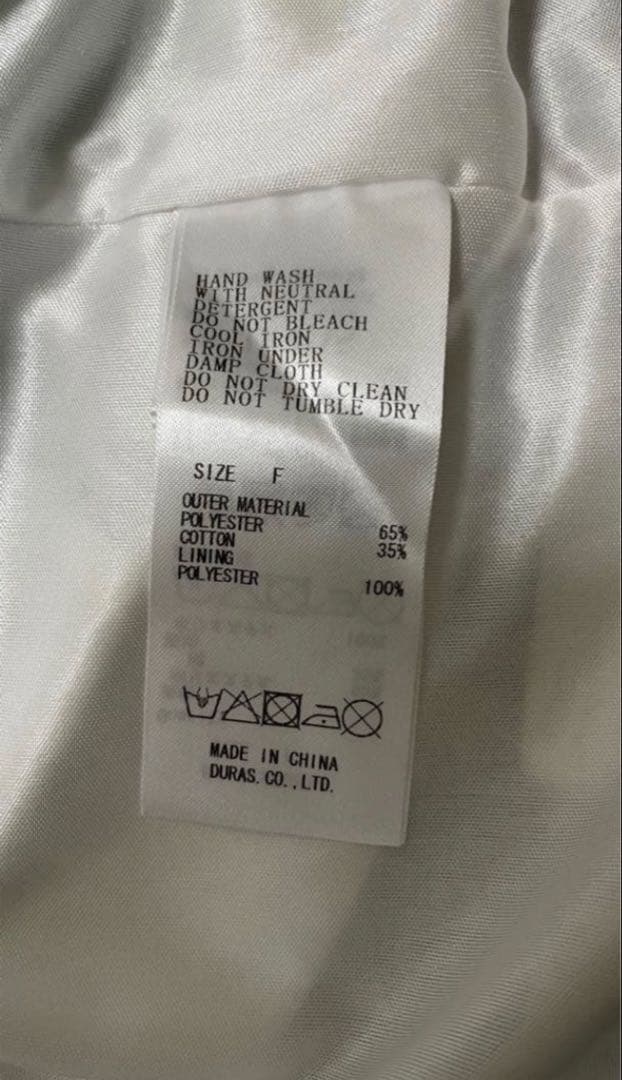 HAND WASH
WITH NEUTRAL
DETERGENT
DO NOT BLEACH
COOL IRON
IRON UNDER
DAMP CLOTH
DO NOT DRY CLEAN
DO NOT TUMBLE DRY
SIZE F
OUTER MATERIAL
POLYESTER 65%
COTTON 35%
LINING
POLYESTER 100%
MADE IN CHINA
DURAS.CO.,LTD.